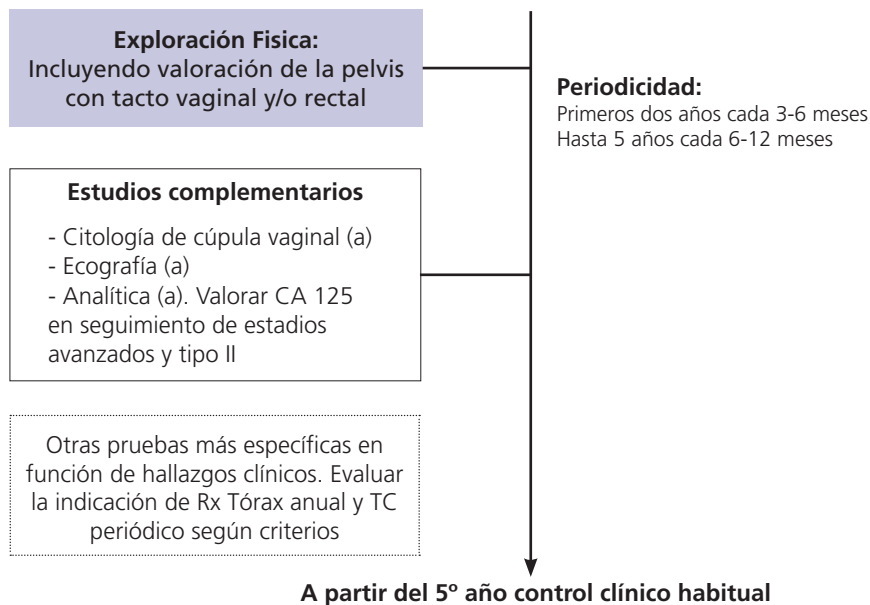 Exploración Fisica:
Incluyendo valoración de la pelvis
con tacto vaginal y/o rectal
Periodicidad:
Primeros dos años cada 3-6 meses
Hasta 5 años cada 6-12 meses
Estudios complementarios
- Citología de cúpula vaginal (a)
- Ecografía (a)
- Analítica (a). Valorar CA 125
en seguimiento de estadios
avanzados y tipo II
Otras pruebas más específicas en
función de hallazgos clínicos. Evaluar
la indicación de Rx Tórax anual y TC
periódico según criterios
A partir del 5º año control clínico habitual